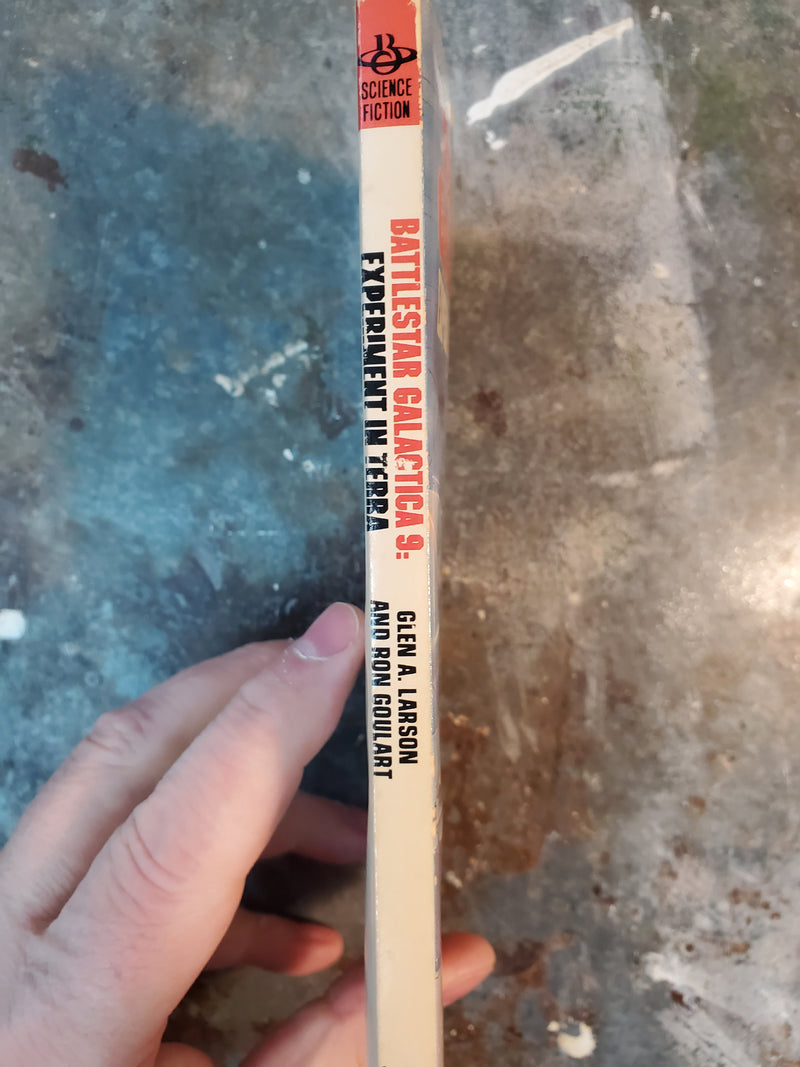 SCIENCE
FICTION
BATTLESTAR GALACTICA 9:
EXPERIMENT IN TERRA
GLEN A. LARSON
AND RON GOULART